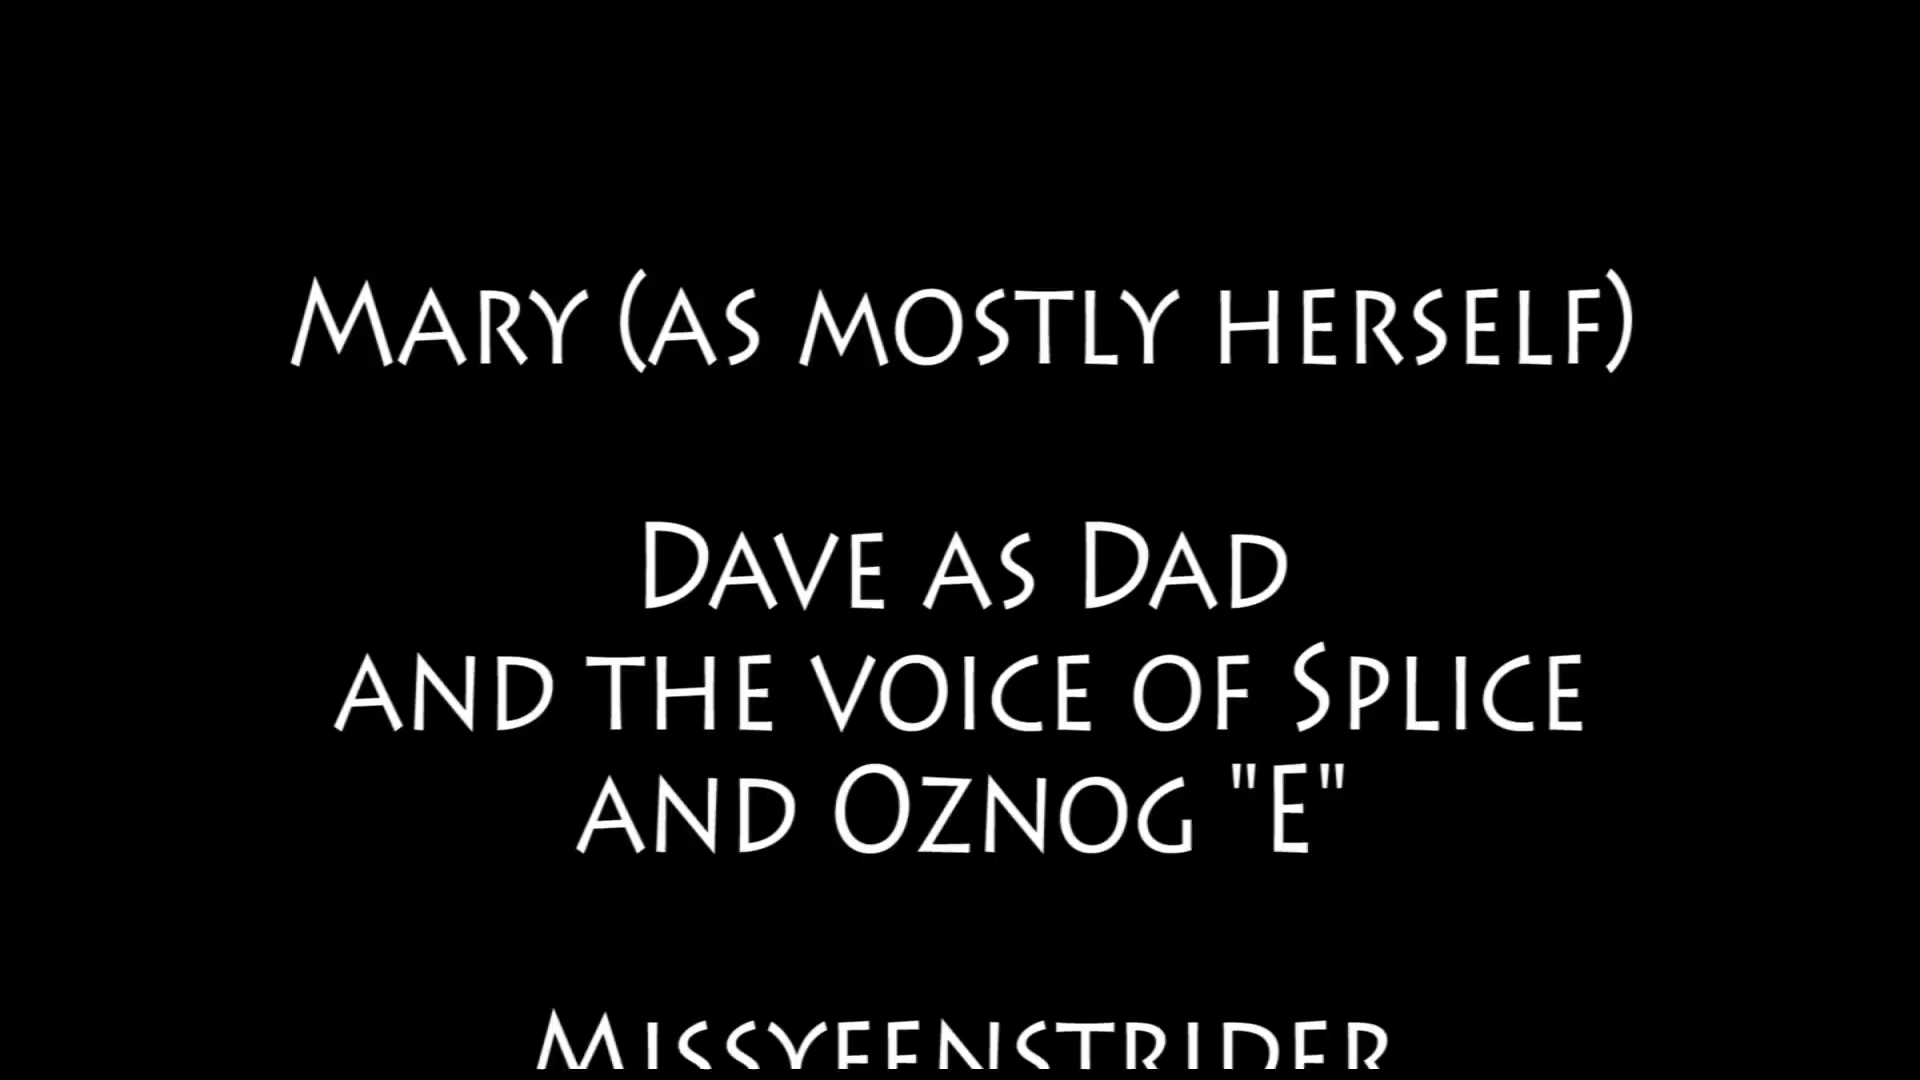 Mary (as mostly herself)
Dave as Dad
and the voice of Splice
and Oznog "E"